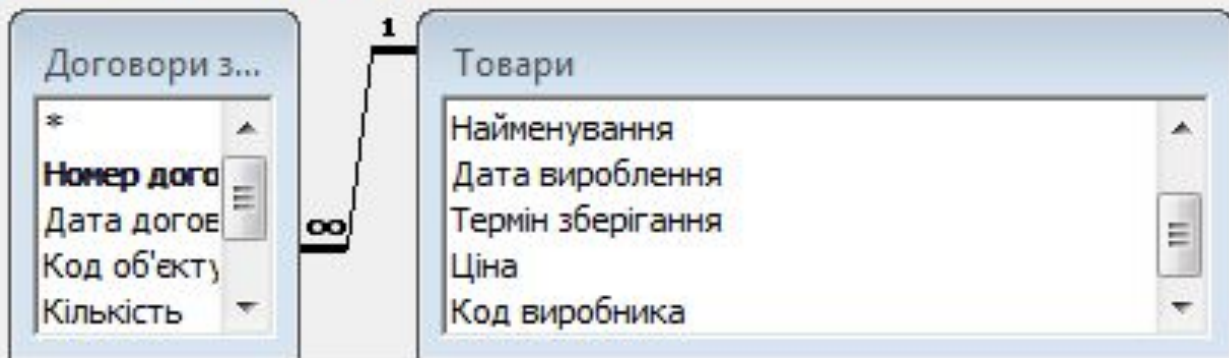 Договори з...
*
Номер дого
Дата догов
Код об'єкту
Кількість
1
∞
Товари
Найменування
Дата вироблення
Термін зберігання
Ціна
Код виробника